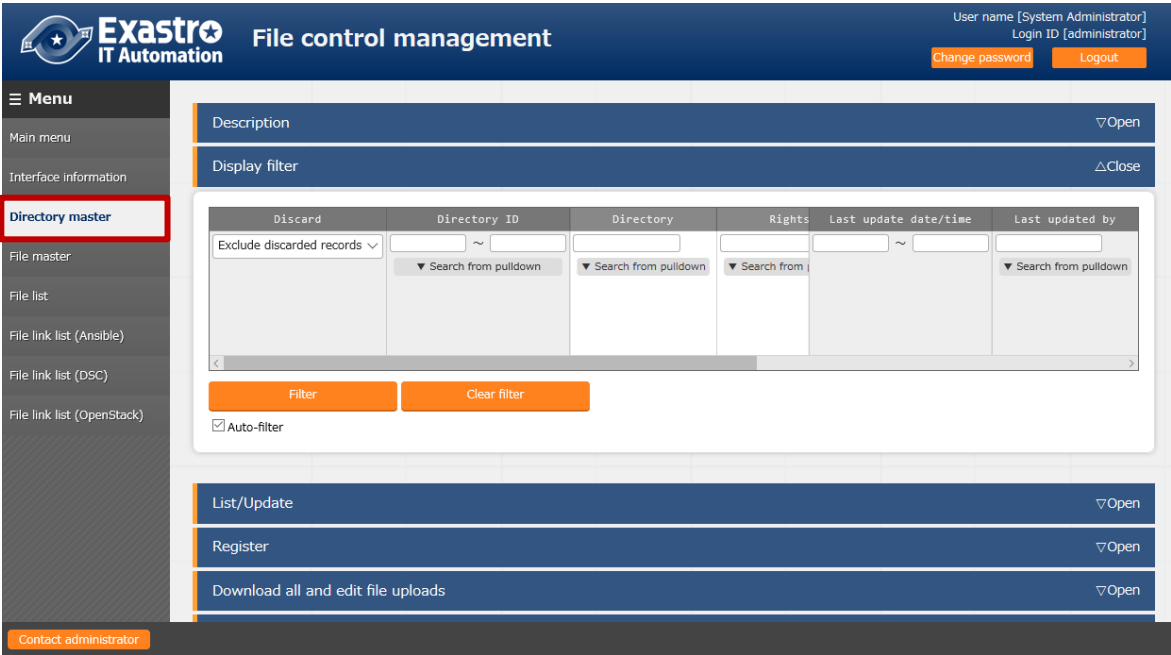 Exastro
IT Automation
File control management
User name [System Administrator]
Login ID [administrator]
Change password
Logout
☰ Menu
Main menu
Interface information
Directory master
File master
File list
File link list (Ansible)
File link list (DSC)
File link list (OpenStack)
Description
▽Open
Display filter
△Close
Discard Directory ID Directory Rights Last update date/time Last updated by
Exclude discarded records ~ ~
▼ Search from pulldown ▼ Search from pulldown ▼ Search from ▼ Search from pulldown
Filter Clear filter
Auto-filter
List/Update
▽Open
Register
▽Open
Download all and edit file uploads
▽Open
Contact administrator